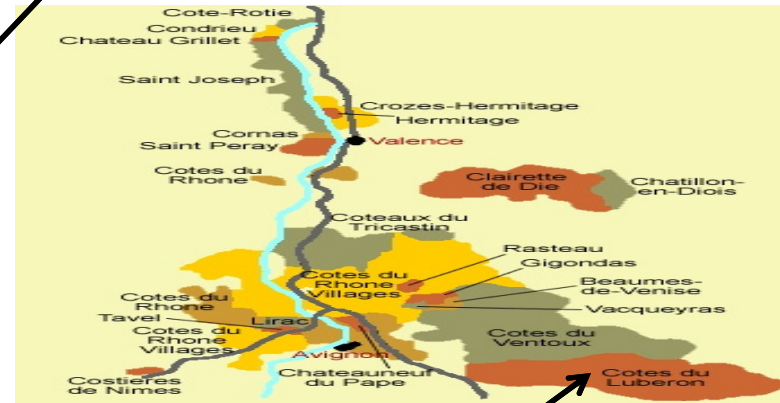 Cote-Rotie
Condrieu
Chateau Grillet
Saint Joseph
Crozes-Hermitage
Hermitage
Cornas
Saint Peray
Valence
Cotes du
Rhone
Clairette
de Die
Chatillon-
en-Diois
Coteaux du
Tricastin
Rasteau
Gigondas
Cotes du
Rhone
Villages
Beaumes-
de-Venise
Vacqueyras
Cotes du
Rhone
Tavel
Lirac
Cotes du
Rhone
Villages
Avignon
Cotes du
Ventoux
Chateauneuf
du Pape
Costieres
de Nimes
Cotes du
Luberon